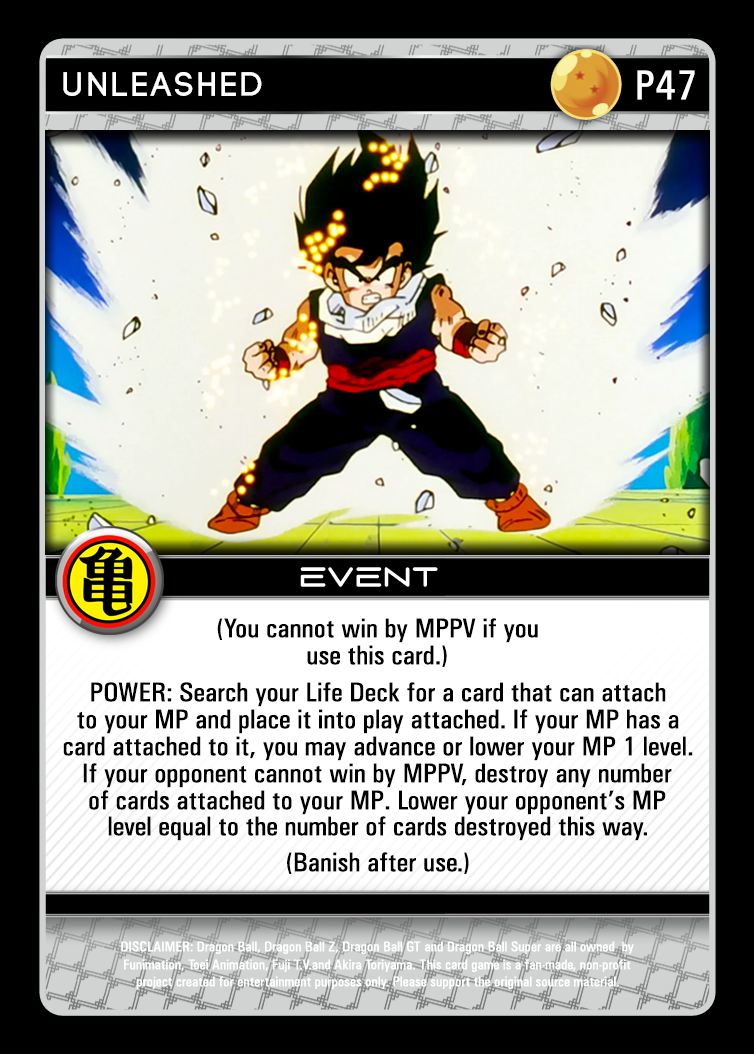 UNLEASHED
P47
亀
EVENT
(You cannot win by MPPV if you
use this card.)
POWER: Search your Life Deck for a card that can attach
to your MP and place it into play attached. If your MP has a
card attached to it, you may advance or lower your MP 1 level.
If your opponent cannot win by MPPV, destroy any number
of cards attached to your MP. Lower your opponent's MP
level equal to the number of cards destroyed this way.
(Banish after use.)
DISCLAIMER: Dragon Ball, Dragon Ball Z, Dragon Ball GT and Dragon Ball Super are all owned by
Funimation, Toei Animation, Fuji T.V.and Akira Toriyama. This card game is a fan-made, non-profit
project created for entertainment purposes only. Please support the original source material.